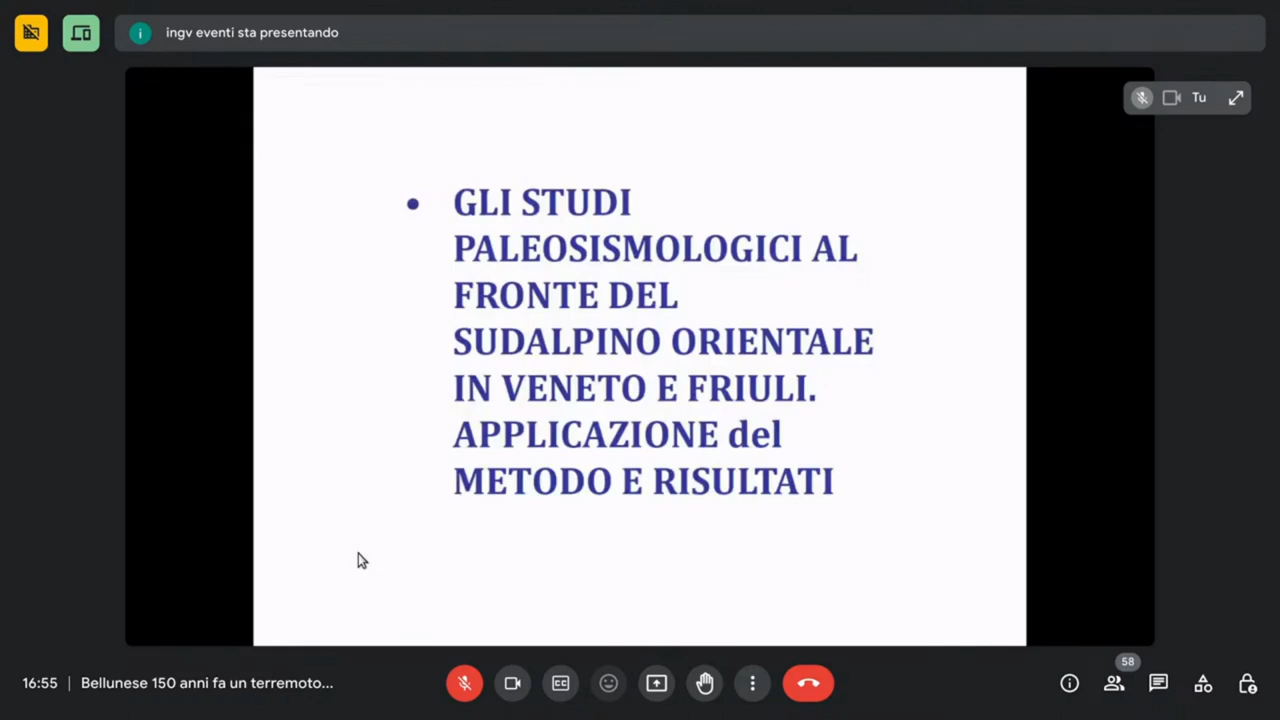 ingv eventi sta presentando
Tu
• GLI STUDI
PALEOSISMOLOGICI AL
FRONTE DEL
SUDALPINO ORIENTALE
IN VENETO E FRIULI.
APPLICAZIONE del
METODO E RISULTATI
58
16:55 | Bellunese 150 anni fa un terremoto...